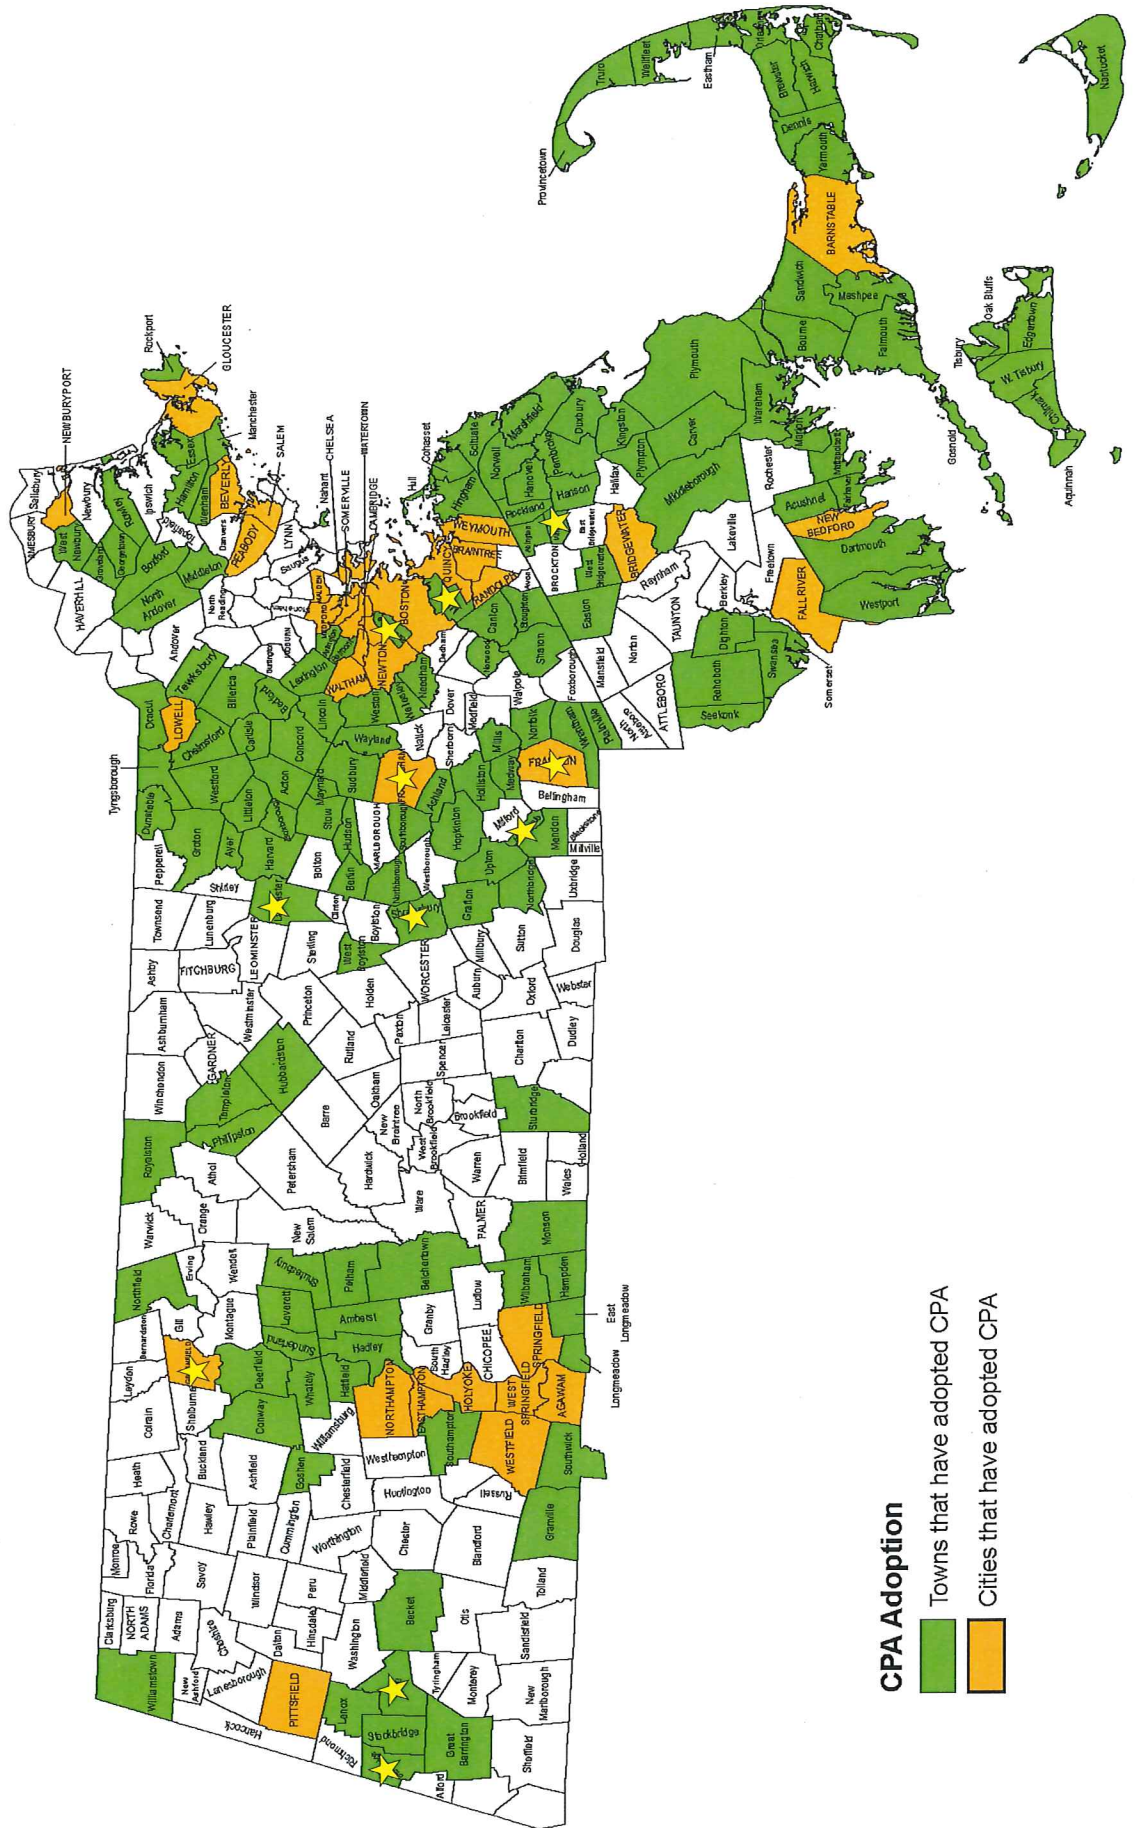 Provincetown
Truro
Wellfleet
Eastham
Orleans
Brewster
Harwich
Chatham
Dennis
Yarmouth
BARNSTABLE
Sandwich
Mashpee
Bourne
Falmouth
Nantucket
Oak Bluffs
Tisbury
Edgartown
W. Tisbury
Chilmark
Aquinnah
Gosnold
Rockport
GLOUCESTER
NEWBURYPORT
Manchester
SALEM
Nahant
CHELSEA
SOMERVILLE
CAMBRIDGE
WATERTOWN
Hull
Cohasset
Salisbury
AMESBURY
HAVERHILL
West
Newbury
Newbury
Rowley
Ipswich
Essex
Hamilton
Wenham
BEVERLY
Georgetown
Groveland
Boxford
Topsfield
Danvers
PEABODY
Middleton
North
Andover
Andover
North
Reading
LYNN
Saugus
Tewksbury
Billerica
Bedford
Lexington
Lincoln
WALTHAM
NEWTON
BOSTON
QUINCY
BRAINTREE
WEYMOUTH
RANDOLPH
Hingham
Scituate
Norwell
Marshfield
Hanover
Rockland
Pembroke
Duxbury
Hanson
Halifax
Kingston
Plympton
Plymouth
Carver
Middleborough
Wareham
Rochester
Marion
Acushnet
NEW
BEDFORD
Dartmouth
Westport
FALL RIVER
Freetown
Lakeville
Berkley
TAUNTON
Raynham
BRIDGEWATER
East
Bridgewater
West
Bridgewater
BROCKTON
Easton
Stoughton
Canton
Sharon
Norwood
Dedham
Needham
Weston
Wayland
Natick
Dover
Sherborn
Medfield
Walpole
Foxborough
Mansfield
Norton
ATTLEBORO
North
Attleboro
Dighton
Rehoboth
Swansea
Seekonk
Somerset
Plainville
Wrentham
Norfolk
Millis
Medway
Bellingham
Holliston
Ashland
Hopkinton
Milford
Mendon
Millville
Uxbridge
Upton
Northbridge
Grafton
Tyngsborough
Dracut
LOWELL
Chelmsford
Carlisle
Concord
Acton
Maynard
Sudbury
Stow
Hudson
MARLBOROUGH
Southborough
Northborough
Westborough
Westford
Littleton
Dunstable
Groton
Ayer
Harvard
Bolton
Berlin
Clinton
Boylston
West
Boylston
Pepperell
Shirley
Townsend
Lunenburg
LEOMINSTER
Sterling
FITCHBURG
Ashby
Ashburnham
Westminster
Princeton
Holden
WORCESTER
Millbury
Sutton
Douglas
Auburn
Oxford
Webster
Leicester
Paxton
Rutland
GARDNER
Winchendon
Templeton
Hubbardston
Phillipston
Barre
Oakham
Spencer
Charlton
Dudley
North
Brookfield
Brookfield
New
Braintree
West
Brookfield
Sturbridge
Royalston
Athol
Petersham
Hardwick
Warren
Brimfield
Holland
Wales
Ware
PALMER
Monson
Warwick
Orange
New
Salem
Erving
Wendell
Northfield
Shutesbury
Pelham
Belchertown
Ludlow
Wilbraham
Hampden
East
Longmeadow
Longmeadow
Bernardston
Gill
Montague
Leverett
Sunderland
Amherst
Hadley
Granby
South
Hadley
CHICOPEE
SPRINGFIELD
Leyden
Colrain
Shelburne
Deerfield
Conway
Whately
Hatfield
Williamsburg
NORTHAMPTON
EASTHAMPTON
HOLYOKE
WEST
SPRINGFIELD
AGAWAM
WESTFIELD
Southampton
Westhampton
Southwick
Heath
Buckland
Ashfield
Goshen
Chesterfield
Huntington
Russell
Granville
Rowe
Charlemont
Hawley
Plainfield
Cummington
Worthington
Chester
Blandford
Tolland
Monroe
Florida
Savoy
Windsor
Peru
Middlefield
Becket
Otis
Sandisfield
Clarksburg
NORTH
ADAMS
Adams
Cheshire
Dalton
Hinsdale
Washington
Tyringham
Monterey
New
Marlborough
Williamstown
New
Ashford
Lanesborough
PITTSFIELD
Hancock
Lenox
Richmond
Stockbridge
Great
Barrington
Alford
Sheffield
CPA Adoption
Towns that have adopted CPA
Cities that have adopted CPA